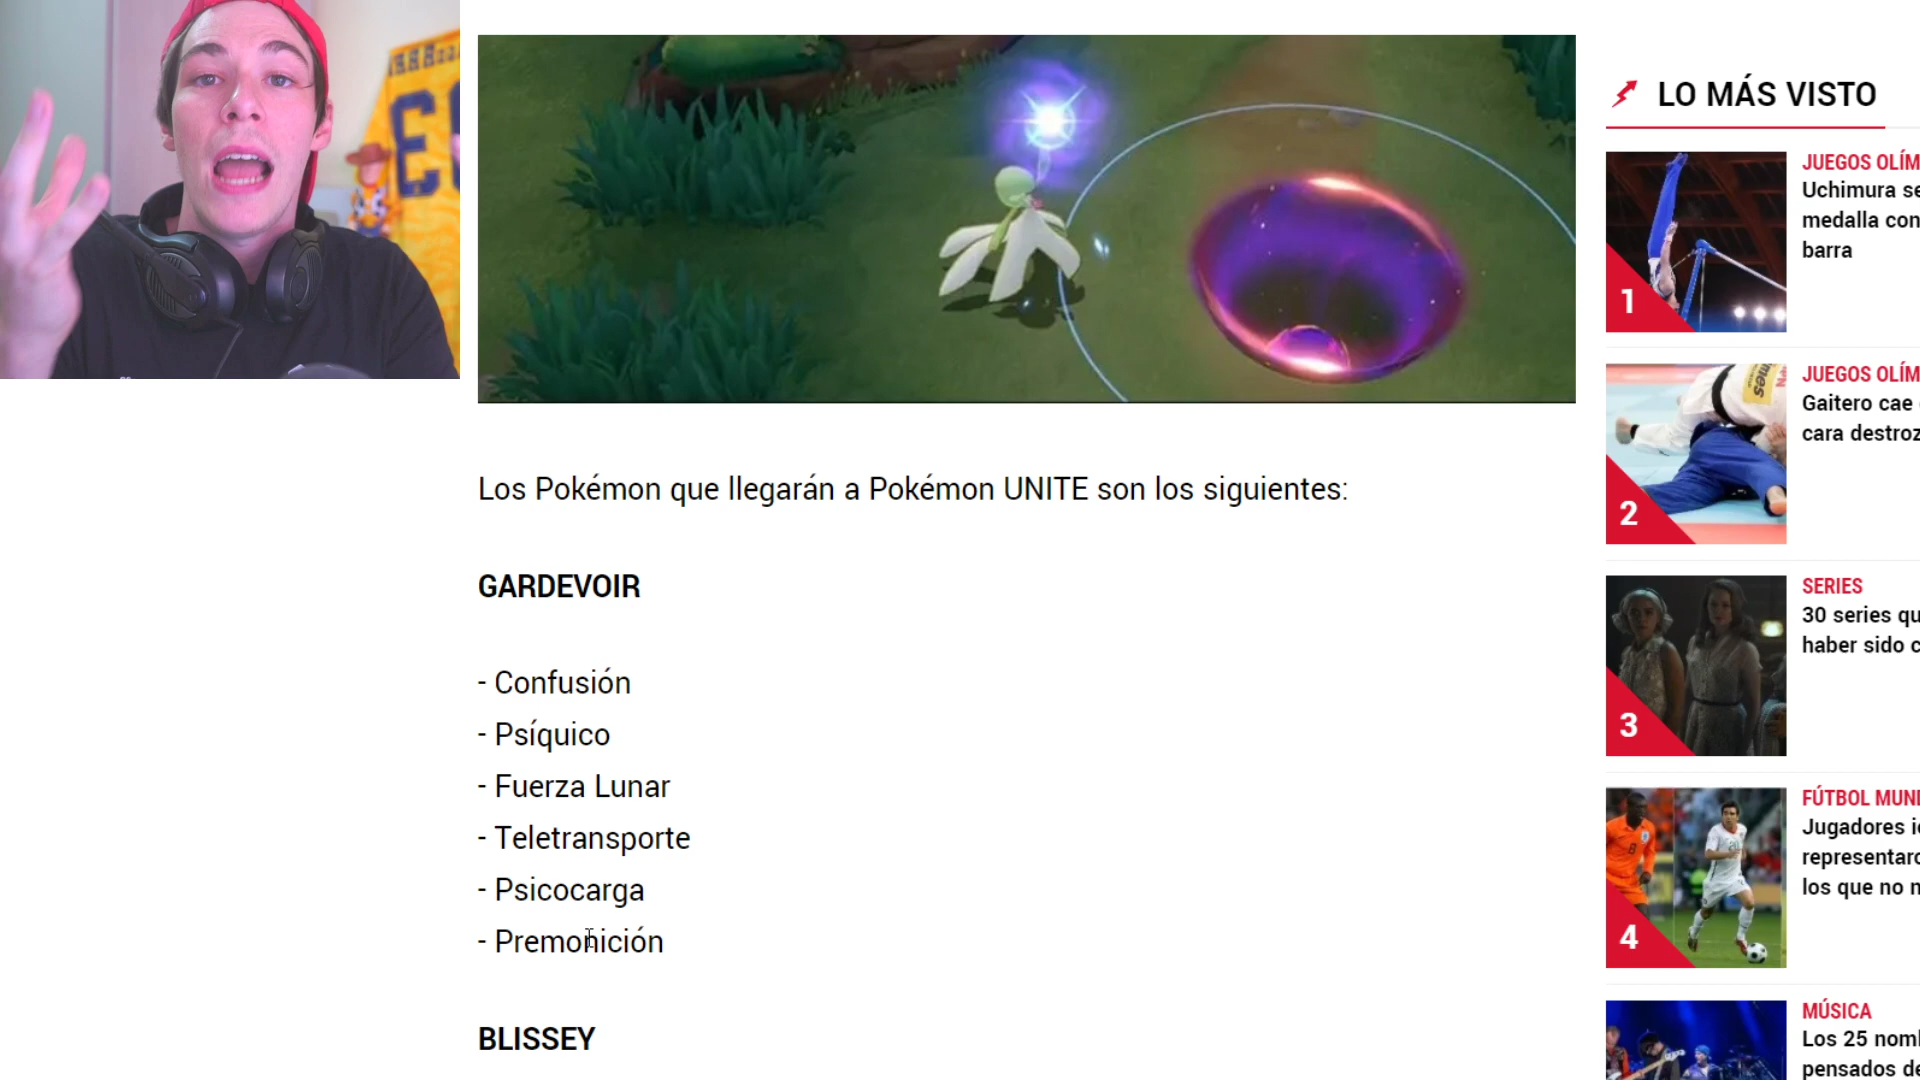 Los Pokémon que llegarán a Pokémon UNITE son los siguientes:
GARDEVOIR
- Confusión
- Psíquico
- Fuerza Lunar
- Teletransporte
- Psicocarga
- Premonición
BLISSEY
LO MÁS VISTO
JUEGOS OLÍM
Uchimura se
medalla con
barra
1
JUEGOS OLÍM
Gaitero cae
cara destroz
2
SERIES
30 series qu
haber sido c
3
FÚTBOL MUN
Jugadores i
representar
los que no
4
MÚSICA
Los 25 nom
pensados de